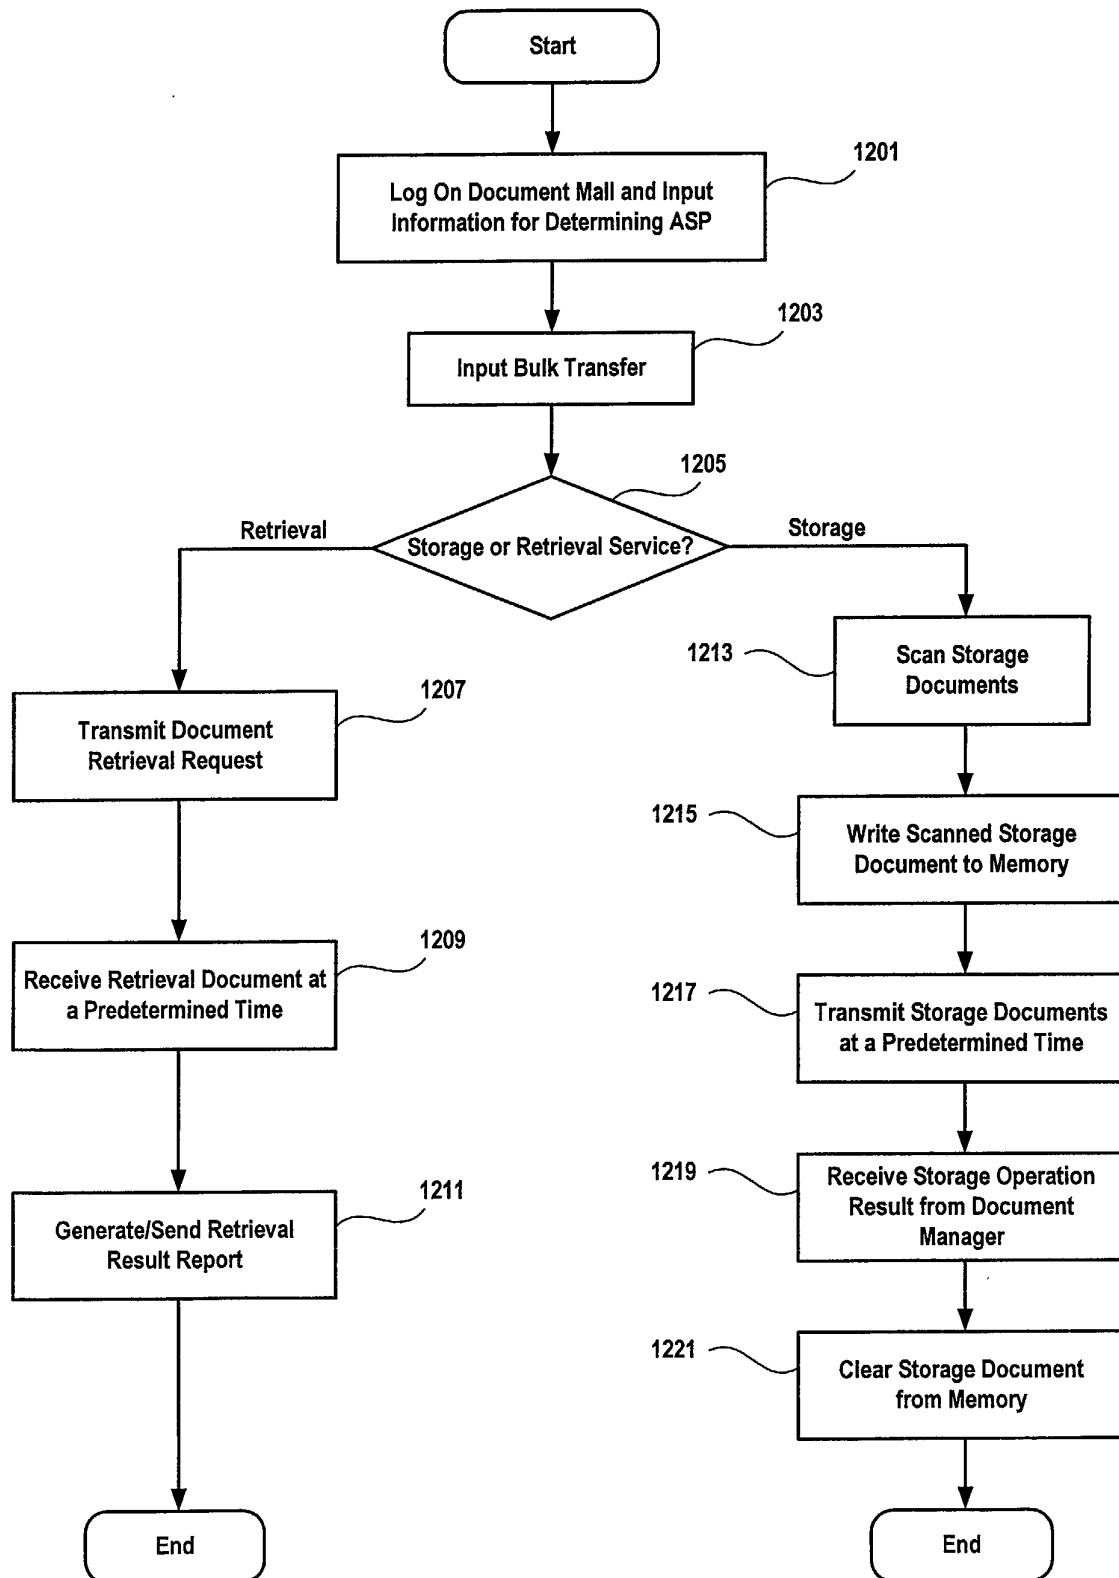 Start
1201
Log On Document Mall and Input
Information for Determining ASP
1203
Input Bulk Transfer
1205
Retrieval
Storage or Retrieval Service?
Storage
1207
Transmit Document
Retrieval Request
1209
Receive Retrieval Document at
a Predetermined Time
1211
Generate/Send Retrieval
Result Report
End
1213
Scan Storage
Documents
1215
Write Scanned Storage
Document to Memory
1217
Transmit Storage Documents
at a Predetermined Time
1219
Receive Storage Operation
Result from Document
Manager
1221
Clear Storage Document
from Memory
End